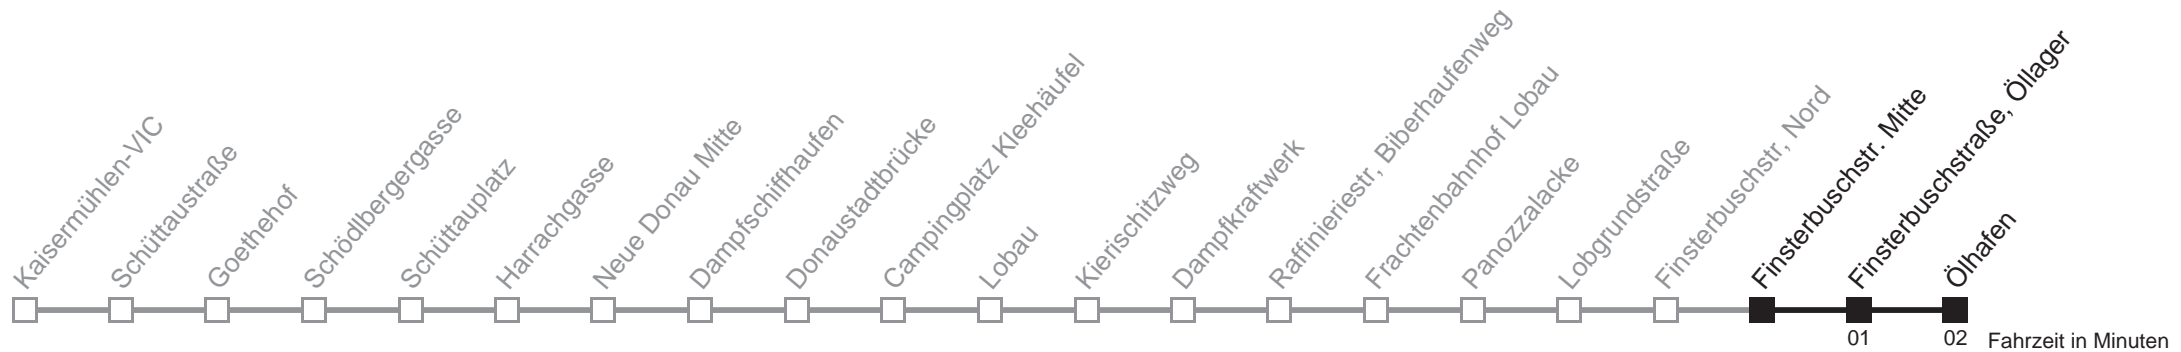 Kaisermühlen-VIC
Schüttaustraße
Goethehof
Schödlbergergasse
Schüttauplatz
Harrachgasse
Neue Donau Mitte
Dampfschiffhaufen
Donaustadtbrücke
Campingplatz Kleehäufel
Lobau
Kierischitzweg
Dampfkraftwerk
Raffinieriestr, Biberhaufenweg
Frachtenbahnhof Lobau
Panozzalacke
Lobgrundstraße
Finsterbuschstr, Nord
Finsterbuschstr. Mitte
Finsterbuschstraße, Öllager
Ölhafen
01
02
Fahrzeit in Minuten